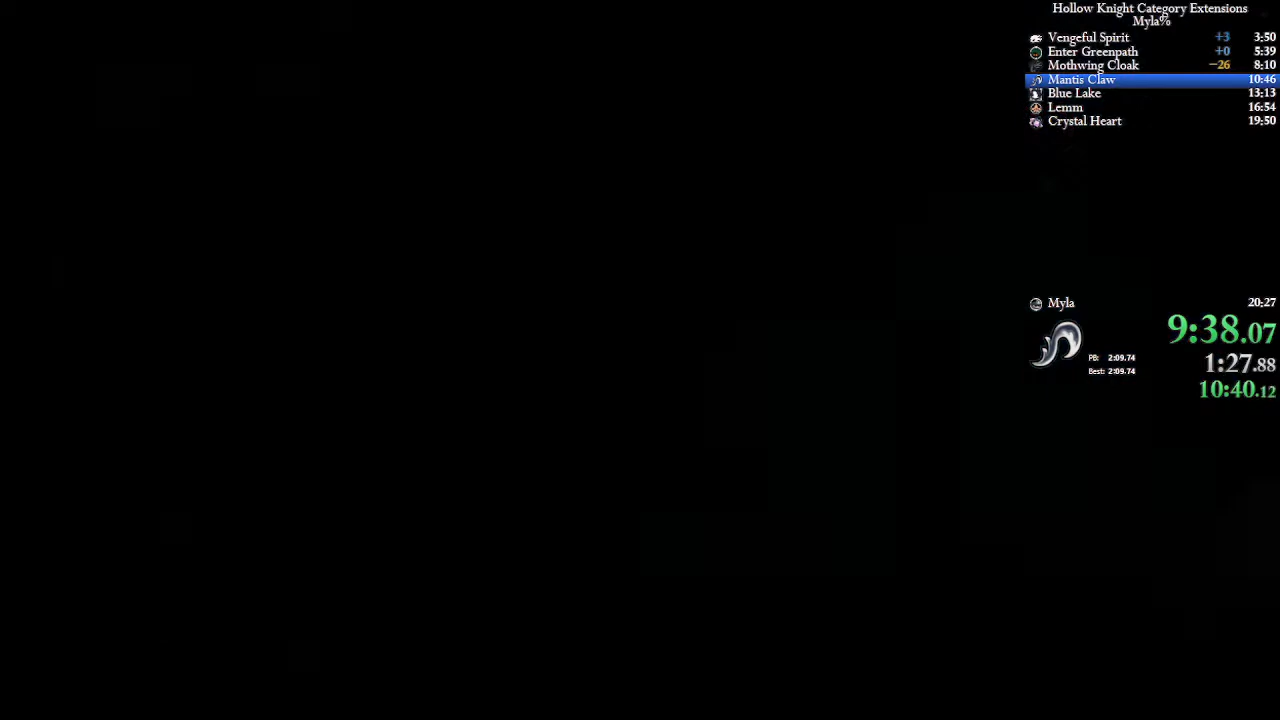 Hollow Knight Category Extensions
Myla%
Vengeful Spirit +3 3:50
Enter Greenpath +0 5:39
Mothwing Cloak −26 8:10
Mantis Claw 10:46
Blue Lake 13:13
Lemm 16:54
Crystal Heart 19:50
Myla 20:27
9:38.07
PB: 2:09.74 1:27.88
Best: 2:09.74
10:40.12